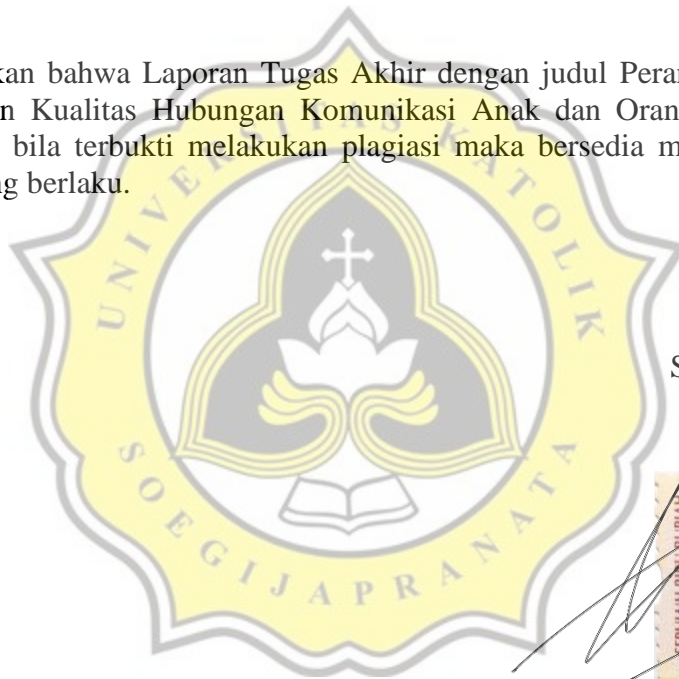 kan bahwa Laporan Tugas Akhir dengan judul Peran
n Kualitas Hubungan Komunikasi Anak dan Oran
bila terbukti melakukan plagiasi maka bersedia m
g berlaku.
UNIVERSITAS KATOLIK
S
SOEGIJAPRANATA